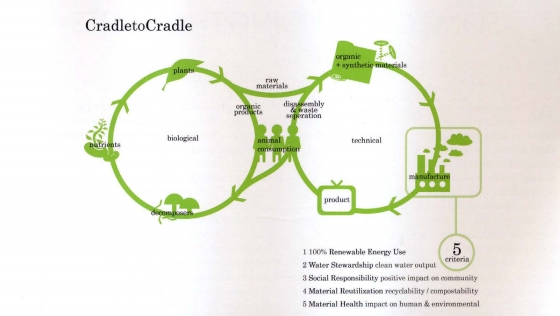 CradletoCradle
plants
raw
materials
organic
+ synthetic materials
organic
products
disassembly
& waste
seperation
nutrients
biological
animal
consumption
technical
manufacture
decomposers
product
5
criteria
1 100% Renewable Energy Use
2 Water Stewardship clean water output
3 Social Responsibility positive impact on community
4 Material Reutilization recyclability / compostability
5 Material Health impact on human & environmental